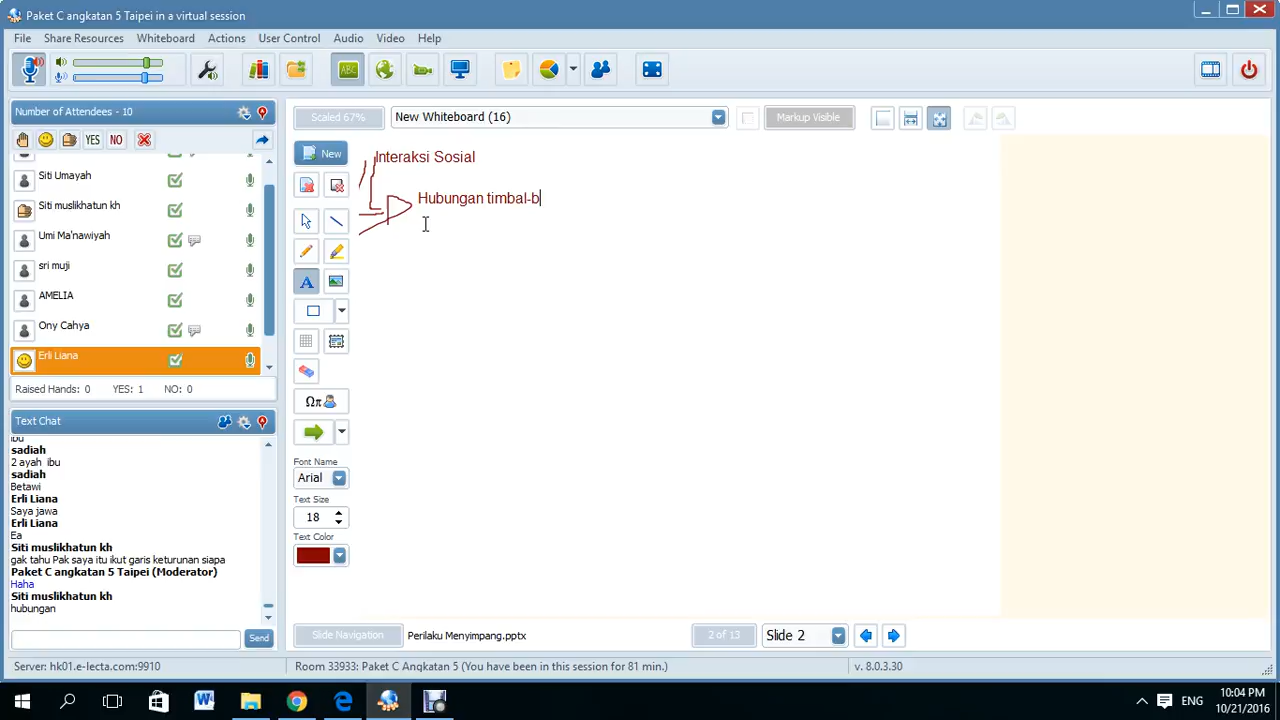 Paket C angkatan 5 Taipei in a virtual session
File Share Resources Whiteboard Actions User Control Audio Video Help
ABC
Number of Attendees - 10
YES NO
Siti Umayah
Siti muslikhatun kh
Umi Ma'nawiyah
sri muji
AMELIA
Ony Cahya
Erli Liana
Raised Hands: 0 YES: 1 NO: 0
Text Chat
ibu
sadiah
2 ayah ibu
sadiah
Betawi
Erli Liana
Saya jawa
Erli Liana
Ea
Siti muslikhatun kh
gak tahu Pak saya itu ikut garis keturunan siapa
Paket C angkatan 5 Taipei (Moderator)
Haha
Siti muslikhatun kh
hubungan
Send
Scaled 67%
New Whiteboard (16)
Markup Visible
New
A
Ωπ
Font Name
Arial
Text Size
18
Text Color
Interaksi Sosial
Hubungan timbal-b
Slide Navigation
Perilaku Menyimpang.pptx
2 of 13
Slide 2
Server: hk01.e-lecta.com:9910
Room 33933: Paket C Angkatan 5 (You have been in this session for 81 min.)
v. 8.0.3.30
ENG
10:04 PM
10/21/2016